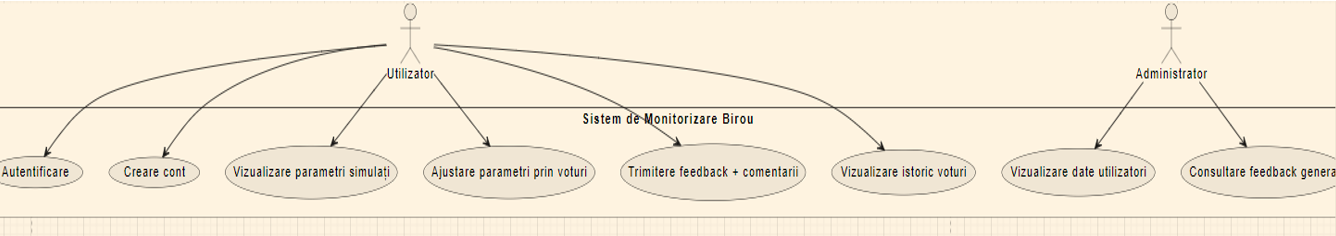 Utilizator
Administrator
Sistem de Monitorizare Birou
Autentificare
Creare cont
Vizualizare parametri simulați
Ajustare parametri prin voturi
Trimitere feedback + comentarii
Vizualizare istoric voturi
Vizualizare date utilizatori
Consultare feedback genera